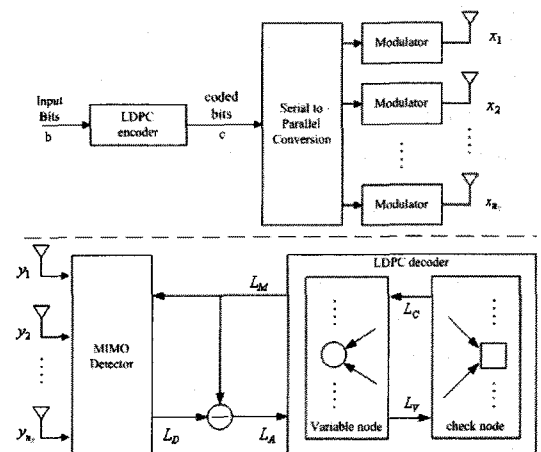 Input
Bits
b
LDPC
encoder
coded
bits
c
Serial to
Parallel
Conversion
Modulator
x1
Modulator
x2
Modulator
xnT
y1
y2
MIMO
Detector
LM
LD
LA
LDPC decoder
LC
LV
Variable node
check node